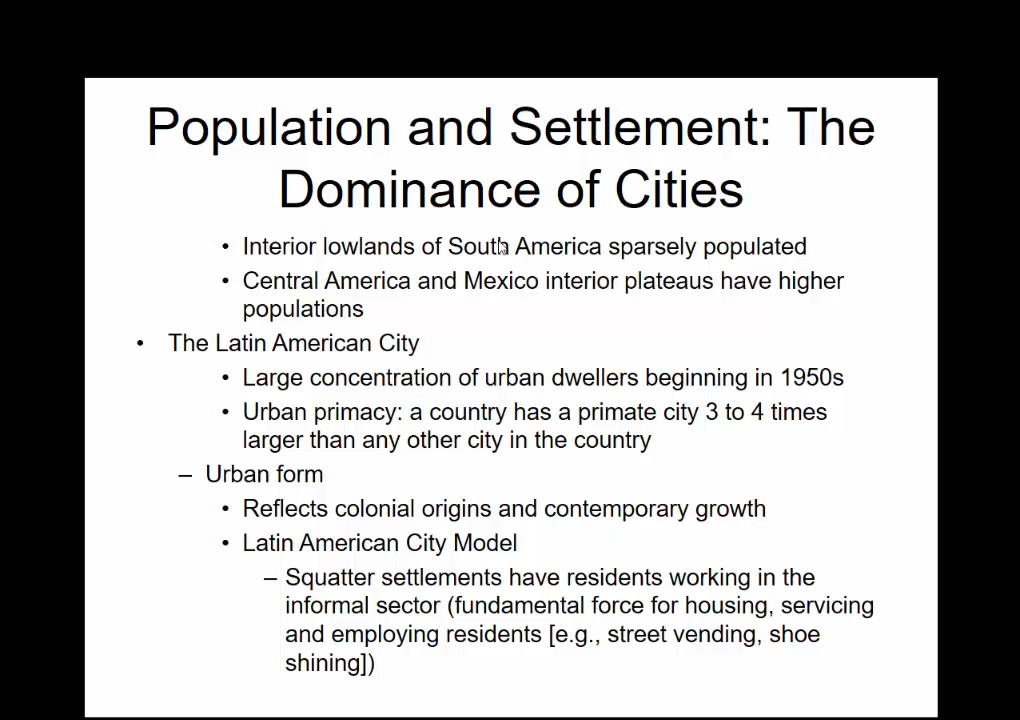 Population and Settlement: The
Dominance of Cities
• Interior lowlands of South America sparsely populated
• Central America and Mexico interior plateaus have higher
populations
• The Latin American City
• Large concentration of urban dwellers beginning in 1950s
• Urban primacy: a country has a primate city 3 to 4 times
larger than any other city in the country
– Urban form
• Reflects colonial origins and contemporary growth
• Latin American City Model
– Squatter settlements have residents working in the
informal sector (fundamental force for housing, servicing
and employing residents [e.g., street vending, shoe
shining])